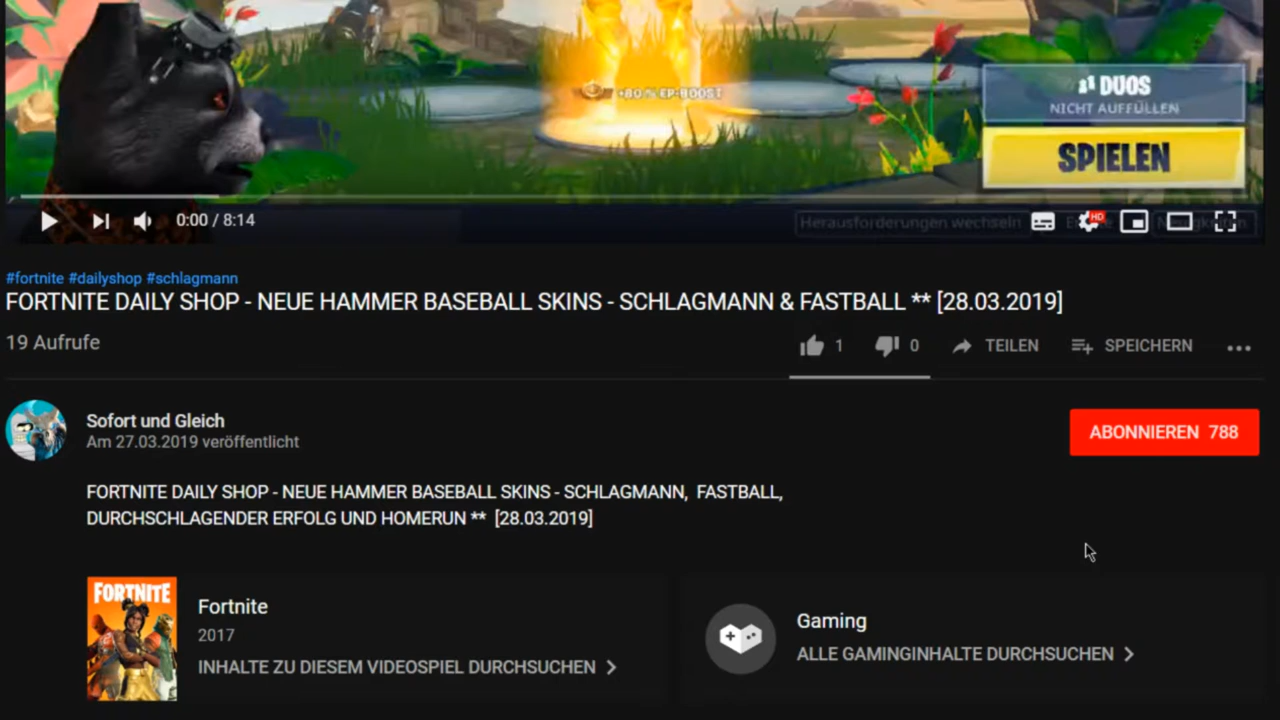 +80 % EP-BOOST
DUOS
NICHT AUFFÜLLEN
SPIELEN
0:00 / 8:14
Herausforderungen wechseln
HD
#fortnite #dailyshop #schlagmann
FORTNITE DAILY SHOP - NEUE HAMMER BASEBALL SKINS - SCHLAGMANN & FASTBALL ** [28.03.2019]
19 Aufrufe
1
0
TEILEN
SPEICHERN
Sofort und Gleich
Am 27.03.2019 veröffentlicht
ABONNIEREN 788
FORTNITE DAILY SHOP - NEUE HAMMER BASEBALL SKINS - SCHLAGMANN, FASTBALL,
DURCHSCHLAGENDER ERFOLG UND HOMERUN ** [28.03.2019]
FORTNITE
Fortnite
2017
INHALTE ZU DIESEM VIDEOSPIEL DURCHSUCHEN
Gaming
ALLE GAMINGINHALTE DURCHSUCHEN